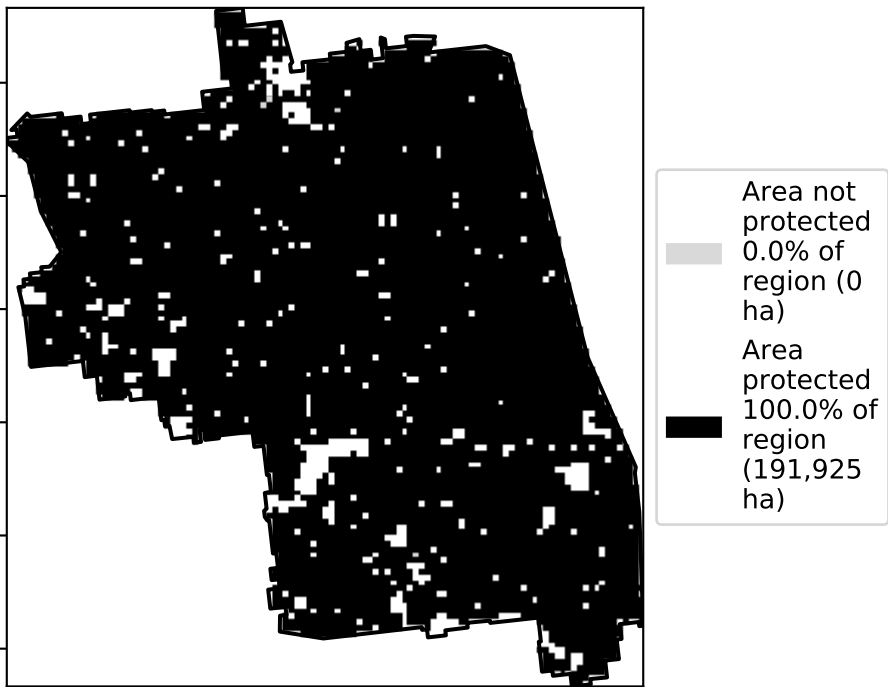 Area not
protected
0.0% of
region (0
ha)
Area
protected
100.0% of
region
(191,925
ha)